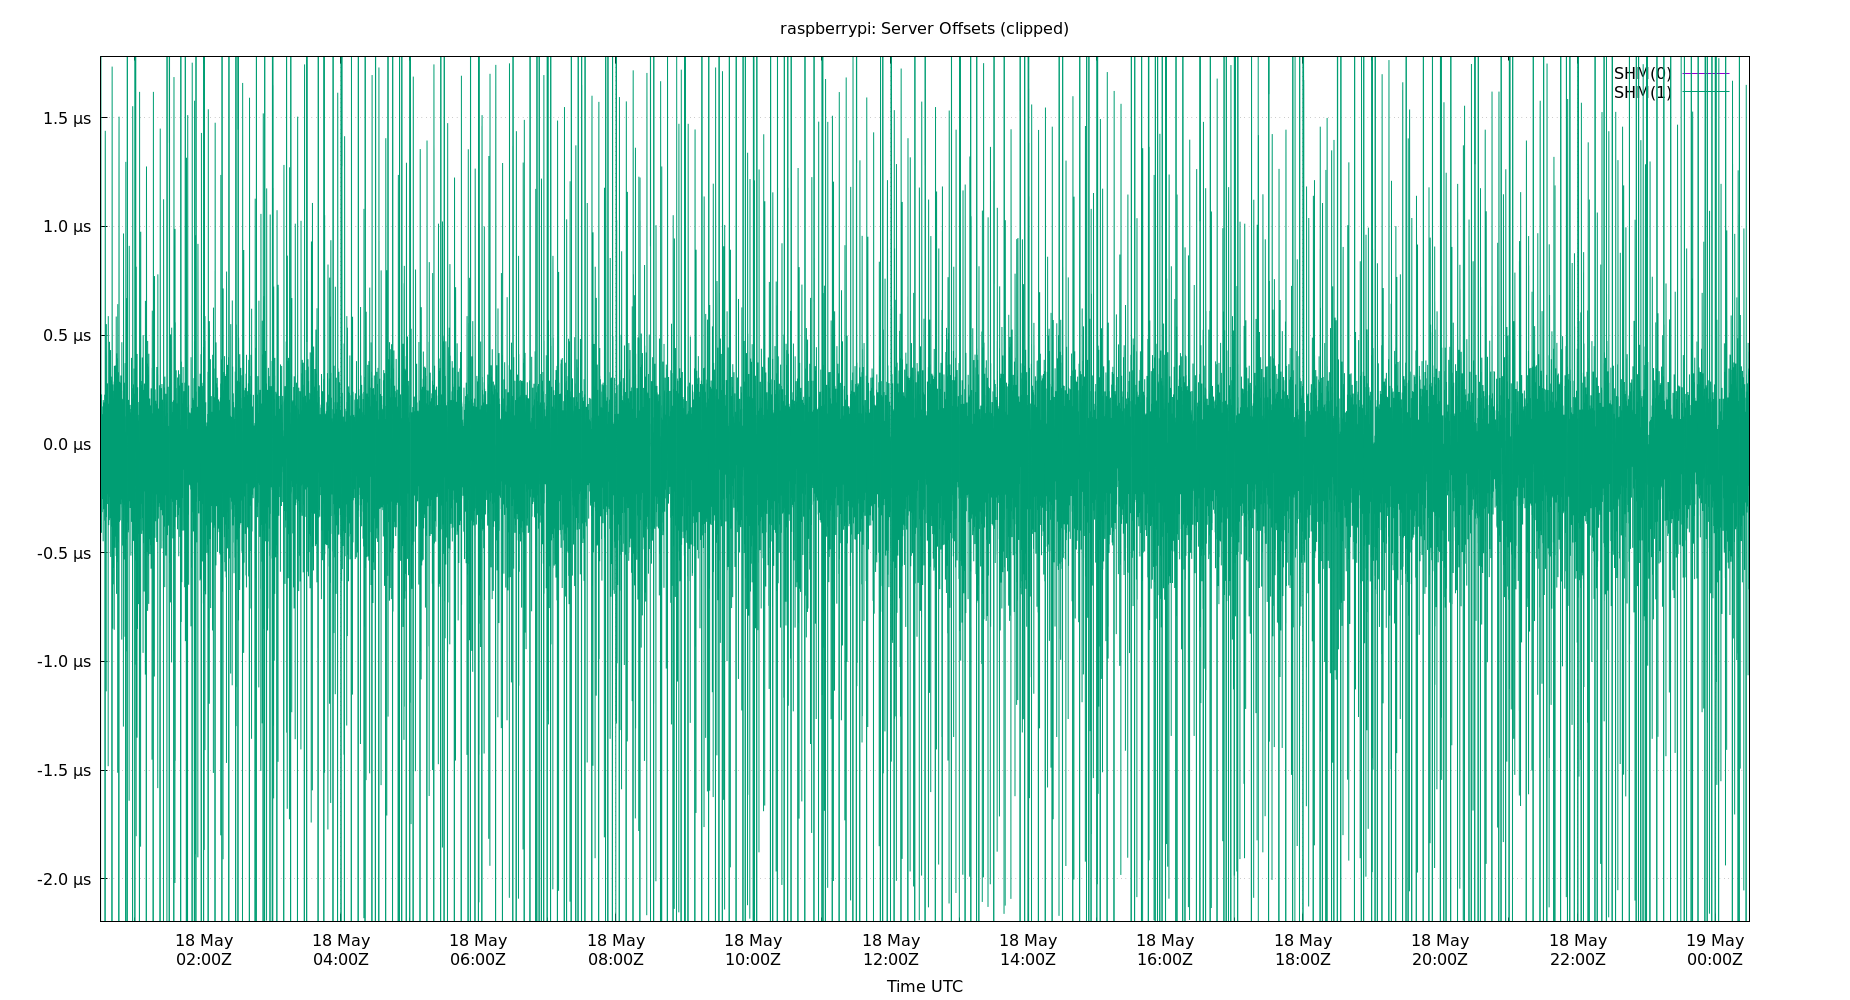 raspberrypi: Server Offsets (clipped)
SHM(0)
SHM(1)
1.5 µs
1.0 µs
0.5 µs
0.0 µs
-0.5 µs
-1.0 µs
-1.5 µs
-2.0 µs
18 May 18 May 18 May 18 May 18 May 18 May 18 May 18 May 18 May 18 May 18 May 19 May
02:00Z 04:00Z 06:00Z 08:00Z 10:00Z 12:00Z 14:00Z 16:00Z 18:00Z 20:00Z 22:00Z 00:00Z
Time UTC